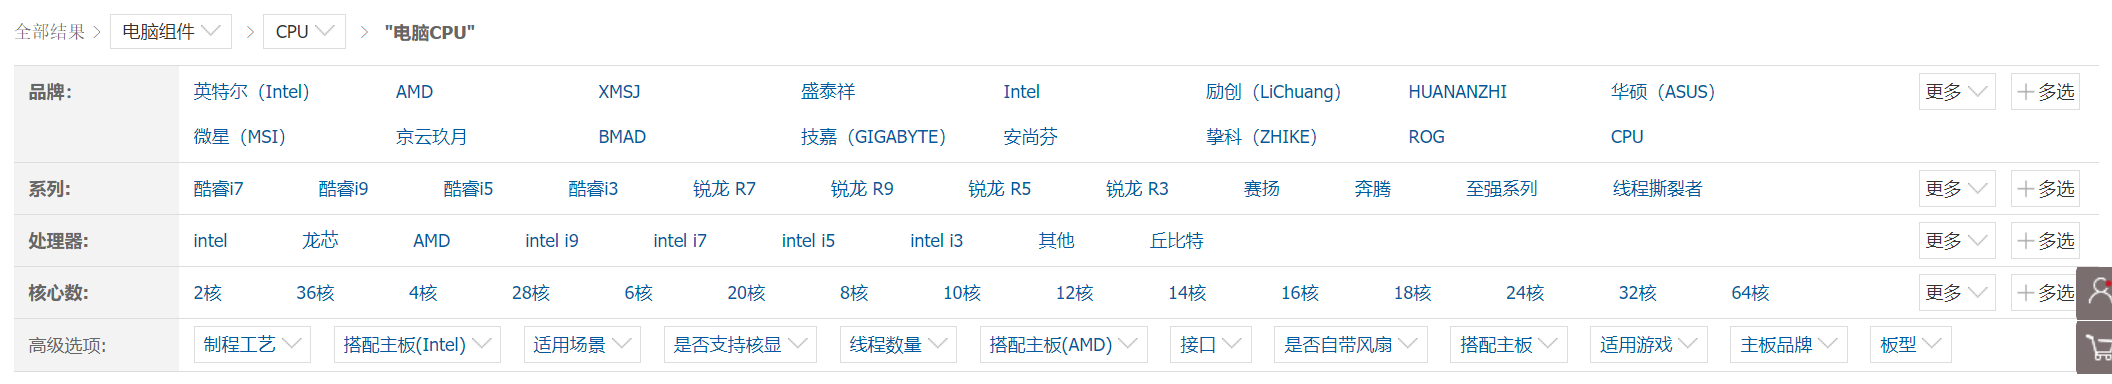 全部结果 > 电脑组件 > CPU > "电脑CPU"
品牌: 英特尔（Intel） AMD XMSJ 盛泰祥 Intel 励创（LiChuang） HUANANZHI 华硕（ASUS） 更多 +多选
微星（MSI） 京云玖月 BMAD 技嘉（GIGABYTE） 安尚芬 挚科（ZHIKE） ROG CPU
系列: 酷睿i7 酷睿i9 酷睿i5 酷睿i3 锐龙 R7 锐龙 R9 锐龙 R5 锐龙 R3 赛扬 奔腾 至强系列 线程撕裂者 更多 +多选
处理器: intel 龙芯 AMD intel i9 intel i7 intel i5 intel i3 其他 丘比特 更多 +多选
核心数: 2核 36核 4核 28核 6核 20核 8核 10核 12核 14核 16核 18核 24核 32核 64核 更多 +多选
高级选项: 制程工艺 搭配主板(Intel) 适用场景 是否支持核显 线程数量 搭配主板(AMD) 接口 是否自带风扇 搭配主板 适用游戏 主板品牌 板型